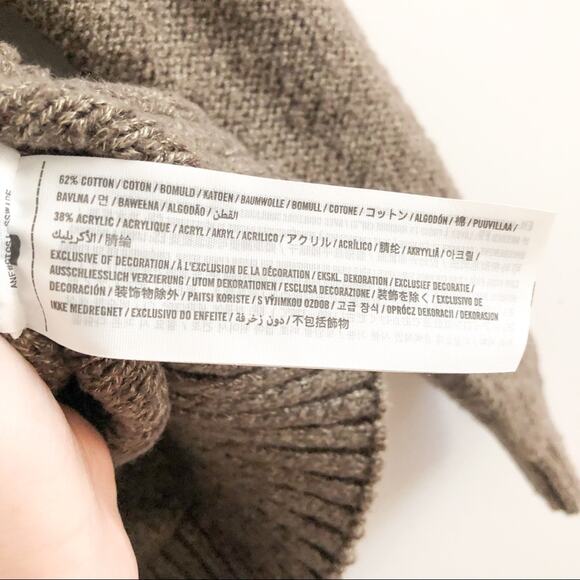 62% COTTON / COTON / BOMULD / KATOEN / BAUMWOLLE / BOMULL / COTONE / コットン / ALGODÓN / 棉 / PUUVILLAA /
BAVLNA / 면 / BAWEŁNA / ALGODÃO / القطن /
38% ACRYLIC / ACRYLIQUE / ACRYL / AKRYL / ACRILICO / アクリル / ACRÍLICO / 腈纶 / AKRYYLIÄ / 아크릴 /
الأكريليك / 腈綸
EXCLUSIVE OF DECORATION / À L'EXCLUSION DE LA DÉCORATION / EKSKL. DEKORATION / EXCLUSIEF DECORATIE /
AUSSCHLIESSLICH VERZIERUNG / UTOM DEKORATIONEN / ESCLUSA DECORAZIONE / 装飾を除く / EXCLUSIVO DE
DECORACIÓN / 装饰物除外 / PAITSI KORISTE / S VÝJIMKOU OZDOB / 고급 장식 / OPRÓCZ DEKORACJI / DEKORASJON
IKKE MEDREGNET / EXCLUSIVO DO ENFEITE / دون زخرفة / 不包括飾物